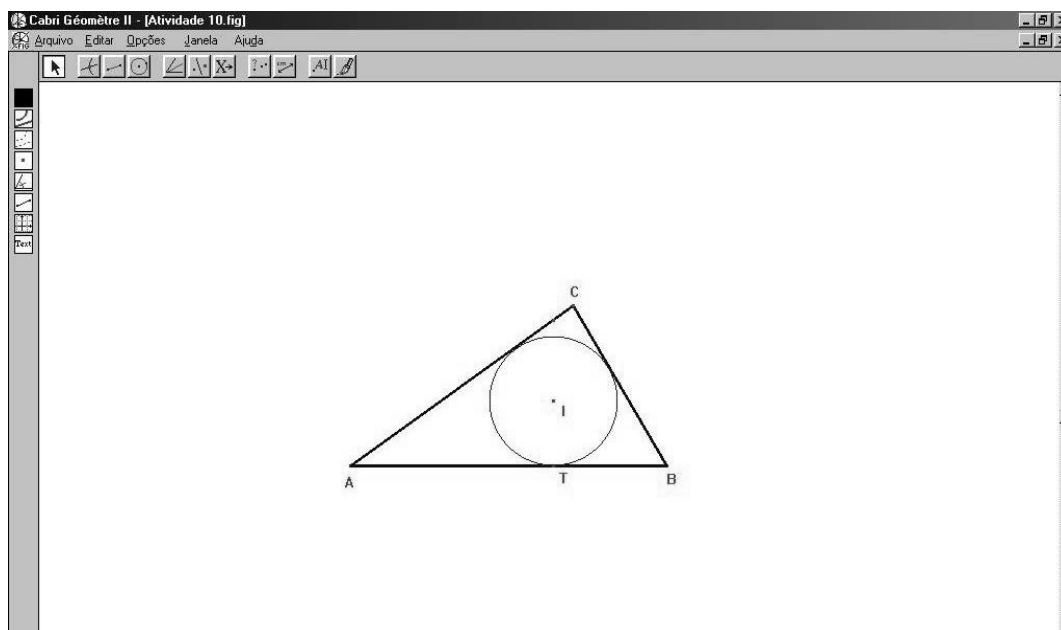 Cabri Géomètre II - [Atividade 10.fig]
Arquivo Editar Opções Janela Ajuda
Text
C
I
A T B